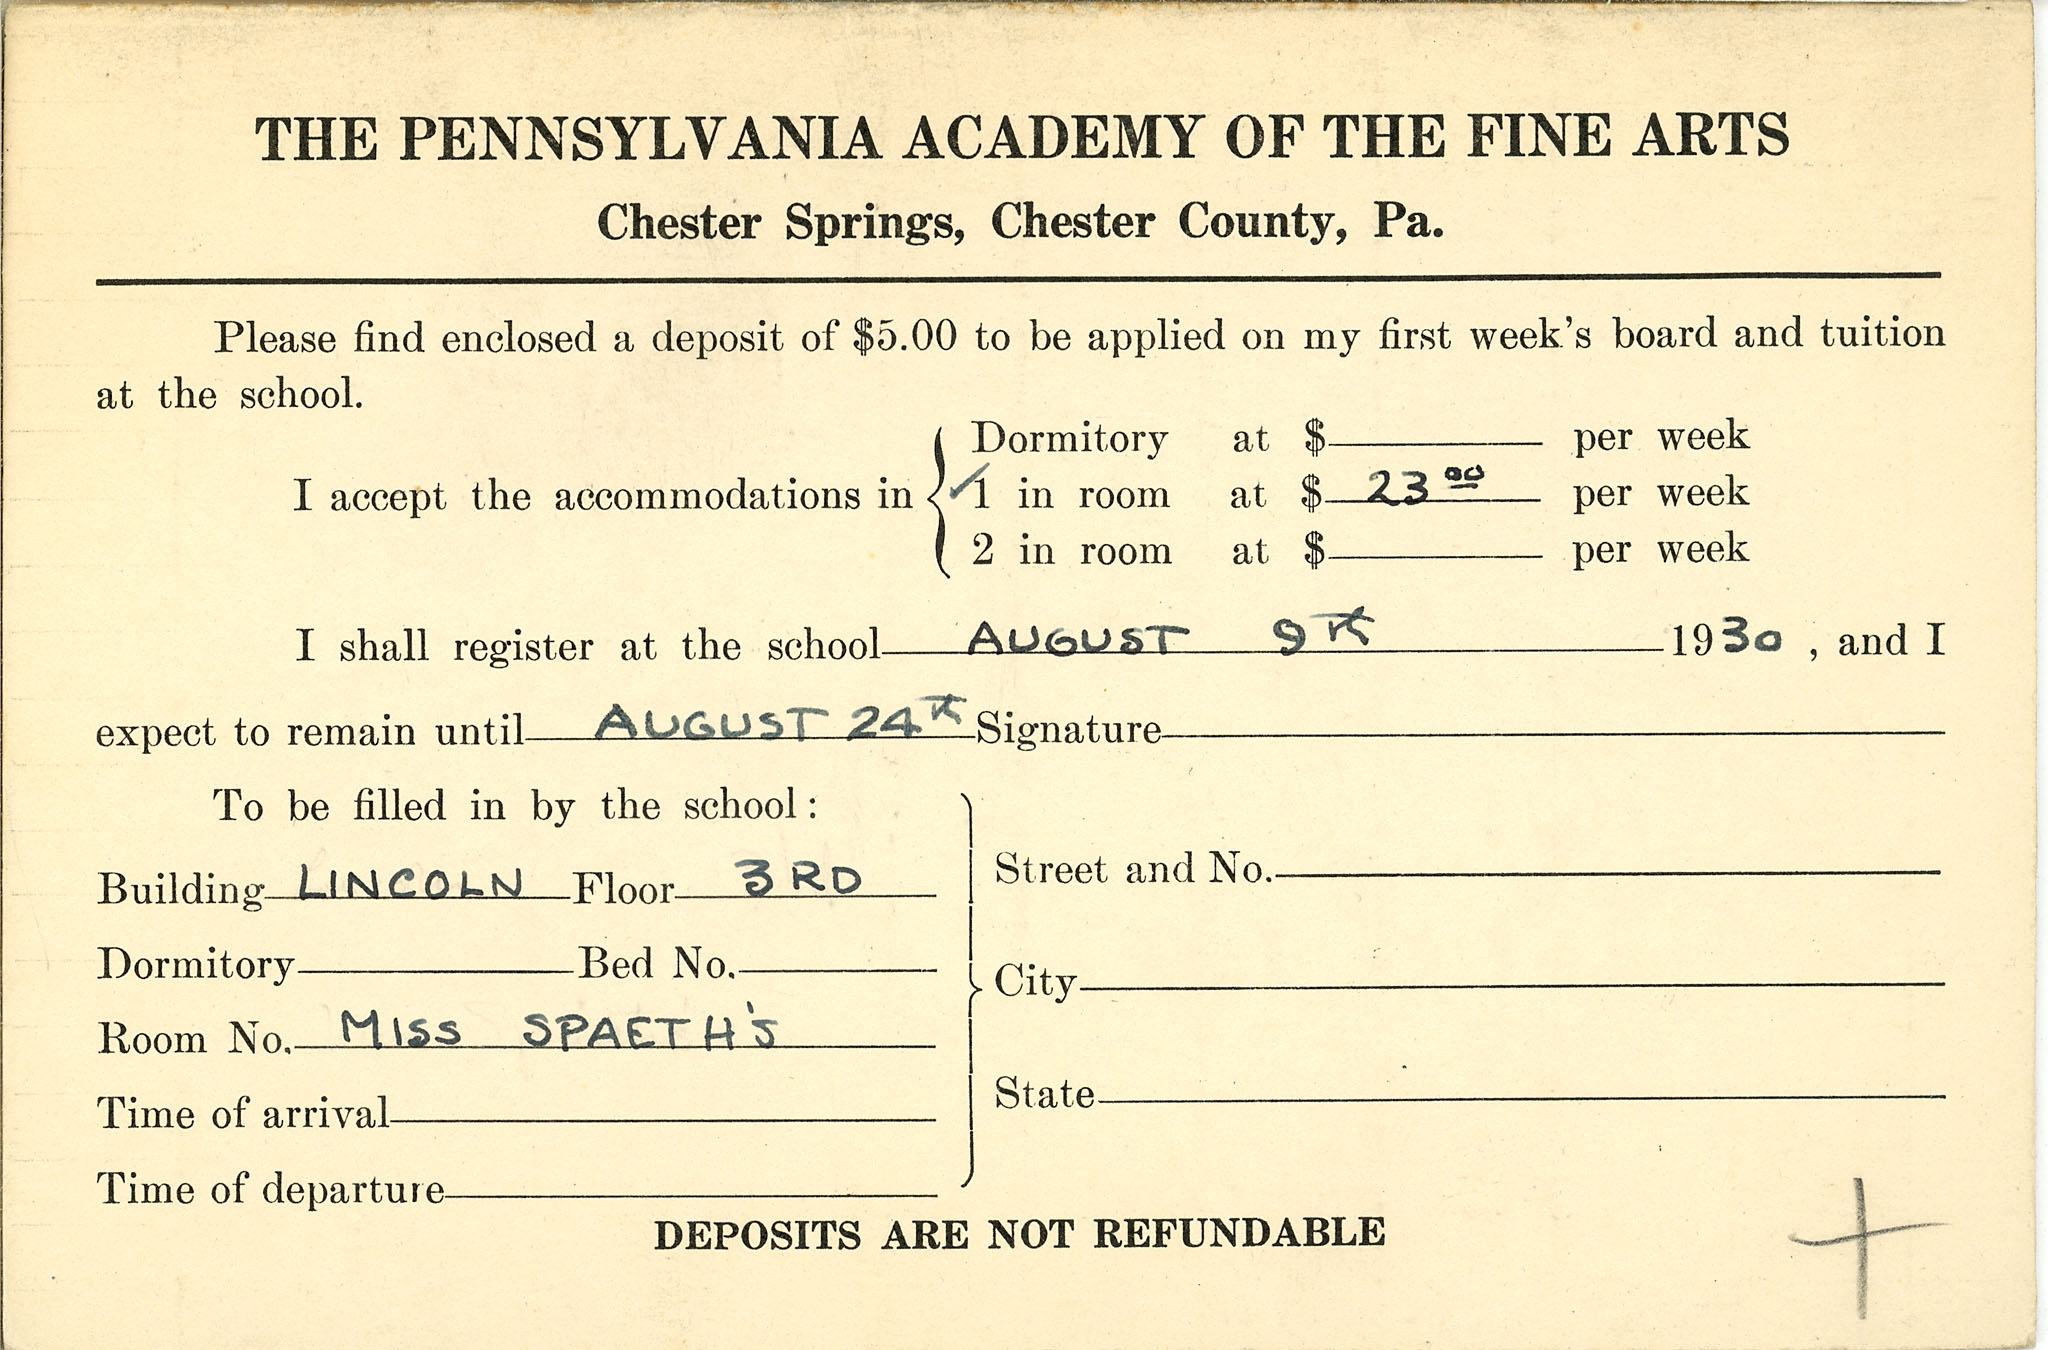 THE PENNSYLVANIA ACADEMY OF THE FINE ARTS
Chester Springs, Chester County, Pa.
Please find enclosed a deposit of $5.00 to be applied on my first week's board and tuition
at the school.
Dormitory at $ per week
I accept the accommodations in ✓ 1 in room at $ 23 00 per week
2 in room at $ per week
I shall register at the school AUGUST 9th 1930 , and I
expect to remain until AUGUST 24th Signature
To be filled in by the school:
Building LINCOLN Floor 3RD
Street and No.
Dormitory Bed No.
City
Room No. MISS SPAETH'S
State
Time of arrival
Time of departure
DEPOSITS ARE NOT REFUNDABLE